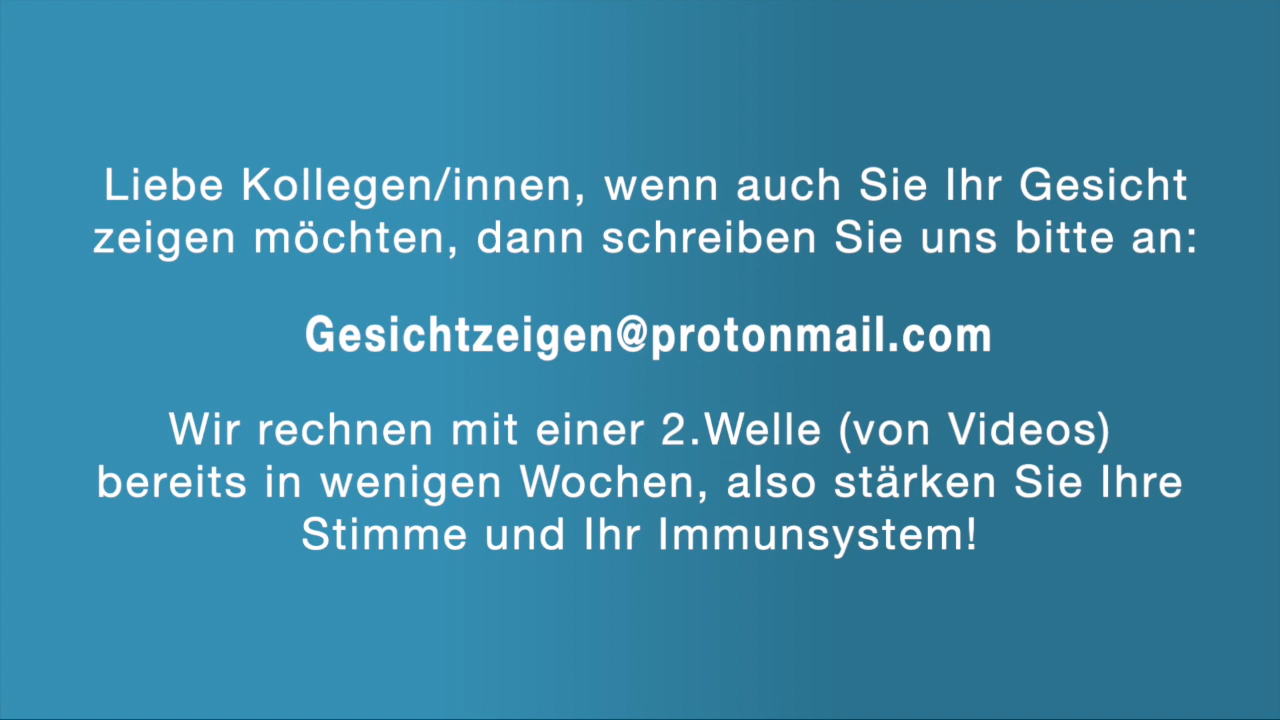 Liebe Kollegen/innen, wenn auch Sie Ihr Gesicht
zeigen möchten, dann schreiben Sie uns bitte an:
Gesichtzeigen@protonmail.com
Wir rechnen mit einer 2.Welle (von Videos)
bereits in wenigen Wochen, also stärken Sie Ihre
Stimme und Ihr Immunsystem!